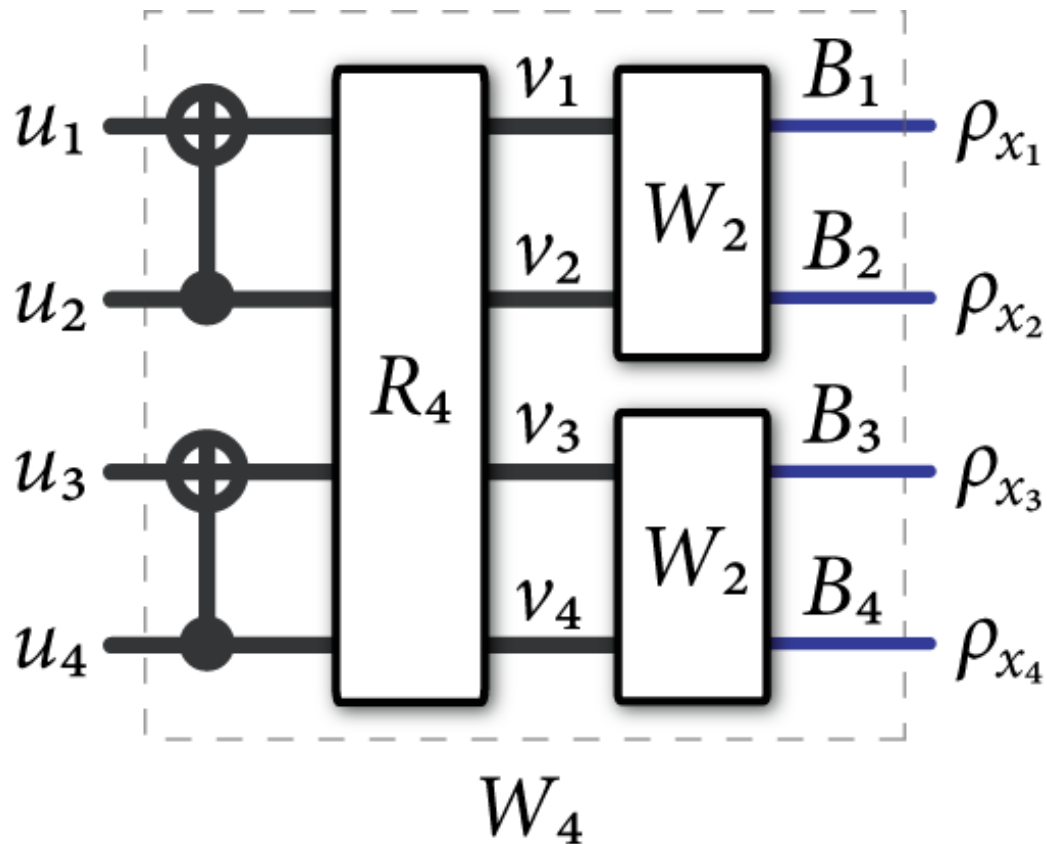 u₁ v₁ B₁ ρₓ₁
W₂
u₂ v₂ B₂ ρₓ₂
R₄
u₃ v₃ B₃ ρₓ₃
W₂
u₄ v₄ B₄ ρₓ₄
W₄